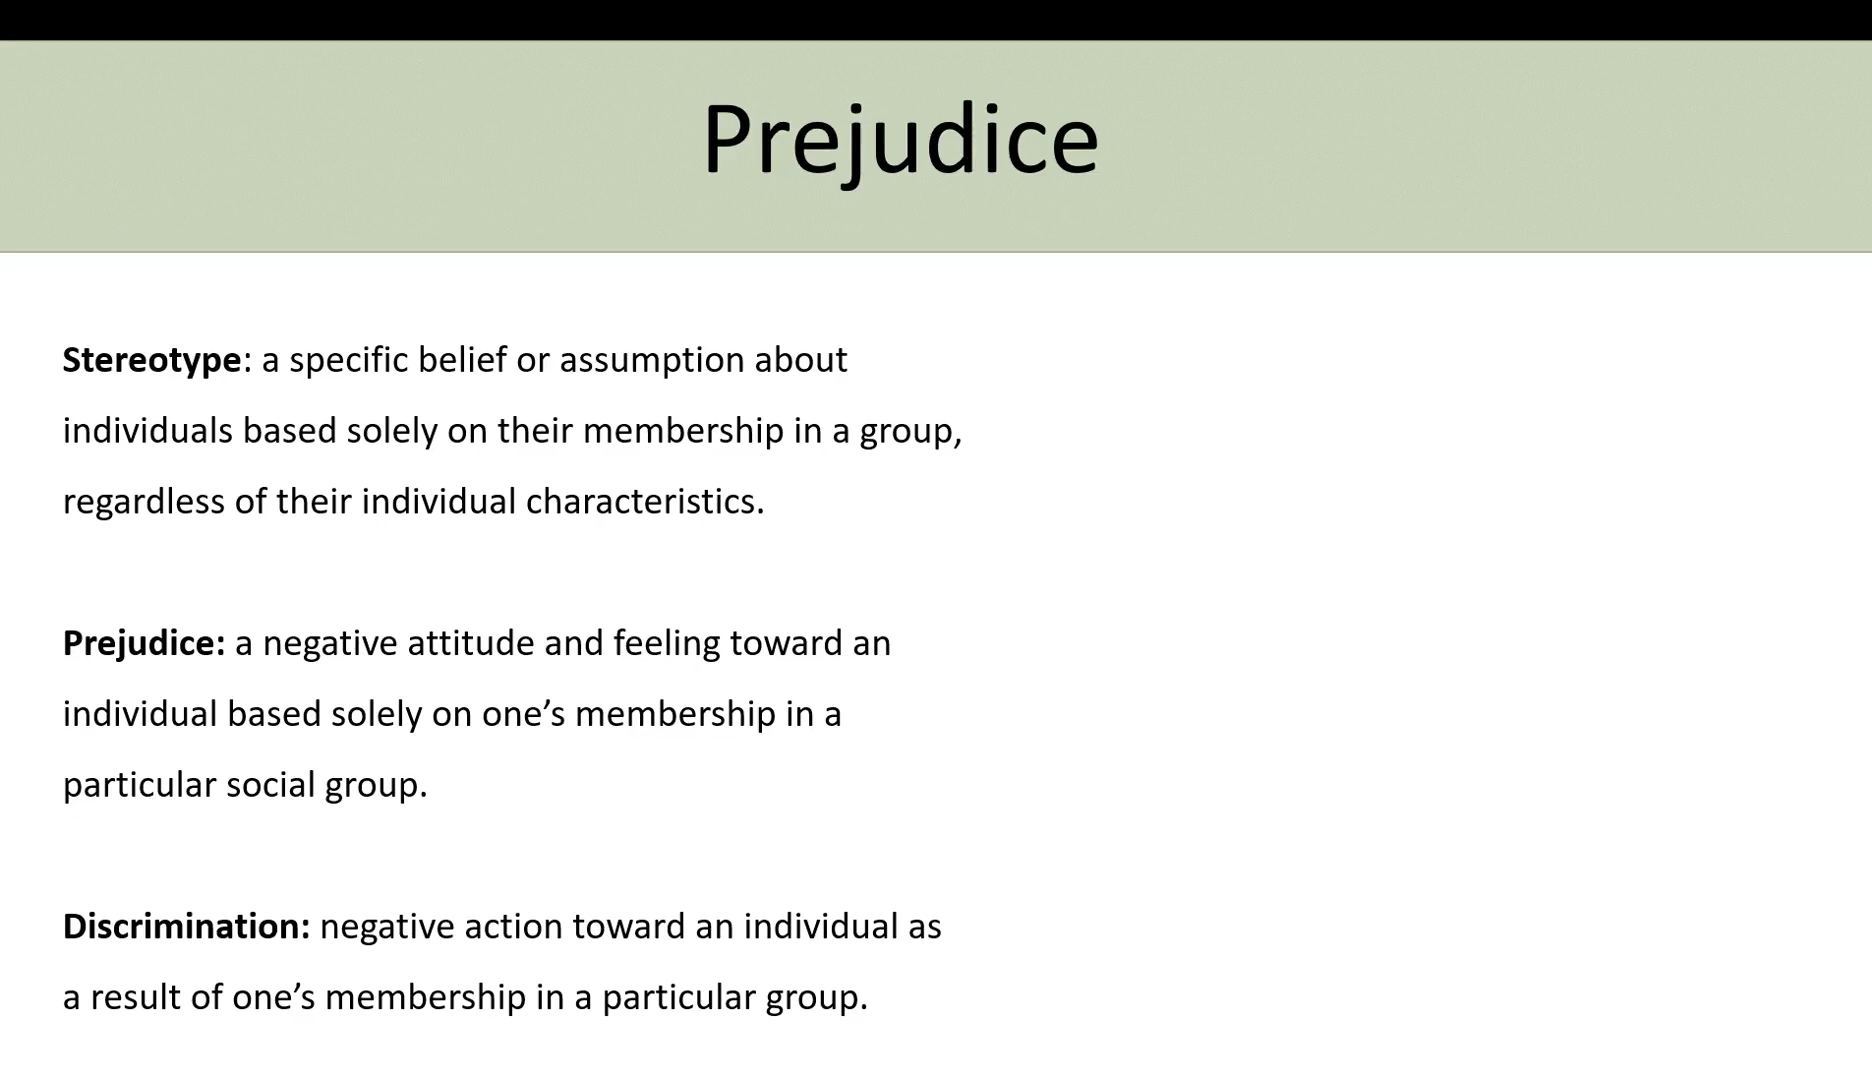 Prejudice
Stereotype: a specific belief or assumption about
individuals based solely on their membership in a group,
regardless of their individual characteristics.
Prejudice: a negative attitude and feeling toward an
individual based solely on one’s membership in a
particular social group.
Discrimination: negative action toward an individual as
a result of one’s membership in a particular group.